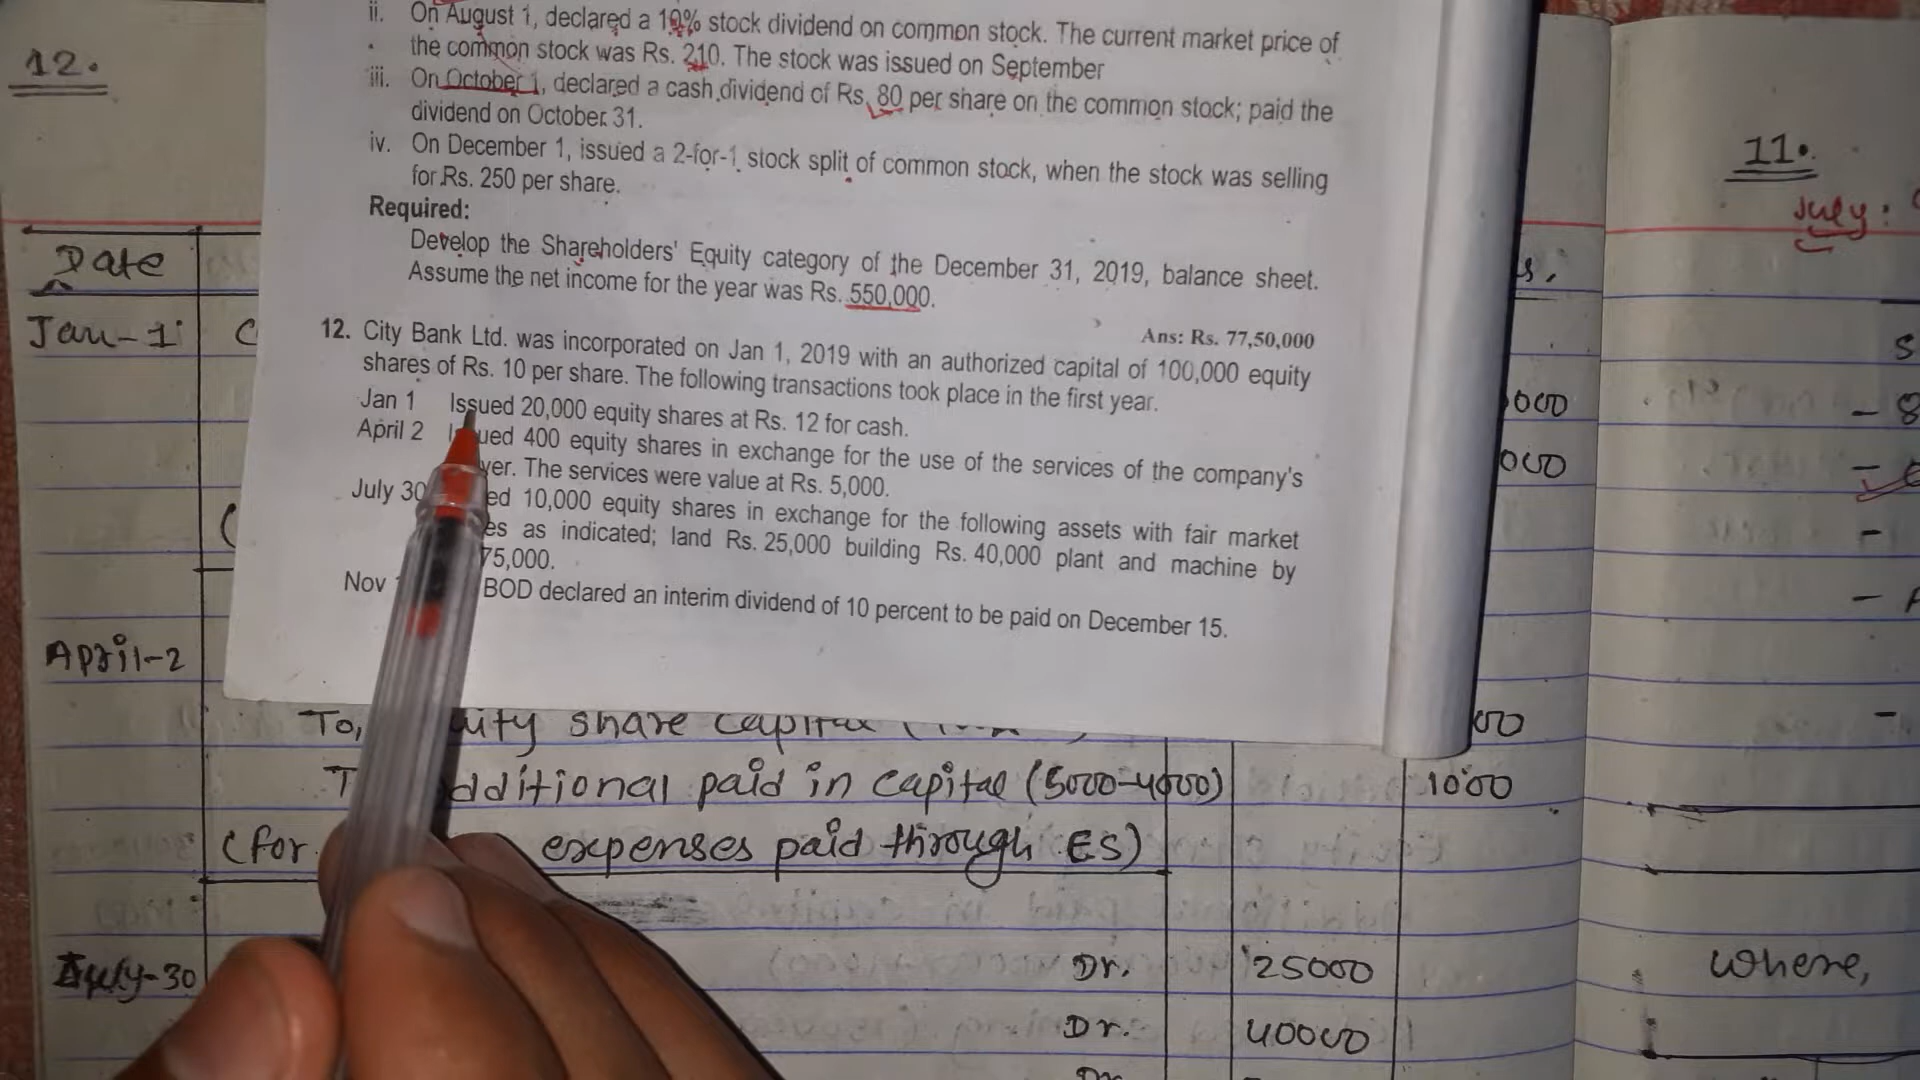 12.
ii. On August 1, declared a 10% stock dividend on common stock. The current market price of
the common stock was Rs. 210. The stock was issued on September
iii. On October 1, declared a cash dividend of Rs. 80 per share on the common stock; paid the
dividend on October 31.
iv. On December 1, issued a 2-for-1 stock split of common stock, when the stock was selling
for Rs. 250 per share.
Required:
Develop the Shareholders' Equity category of the December 31, 2019, balance sheet.
Assume the net income for the year was Rs. 550,000.
Ans: Rs. 77,50,000
12. City Bank Ltd. was incorporated on Jan 1, 2019 with an authorized capital of 100,000 equity
shares of Rs. 10 per share. The following transactions took place in the first year.
Jan 1 Issued 20,000 equity shares at Rs. 12 for cash.
April 2 ued 400 equity shares in exchange for the use of the services of the company's
yer. The services were value at Rs. 5,000.
July 30 ed 10,000 equity shares in exchange for the following assets with fair market
es as indicated; land Rs. 25,000 building Rs. 40,000 plant and machine by
75,000.
Nov BOD declared an interim dividend of 10 percent to be paid on December 15.
Date
Jan-1
April-2
To, uity share capital
dditional paid in capital (5000-4000) 1000
(for expenses paid through ES)
July-30 Dr. 25000
Dr. 40000
Dr.
11.
July:
where,